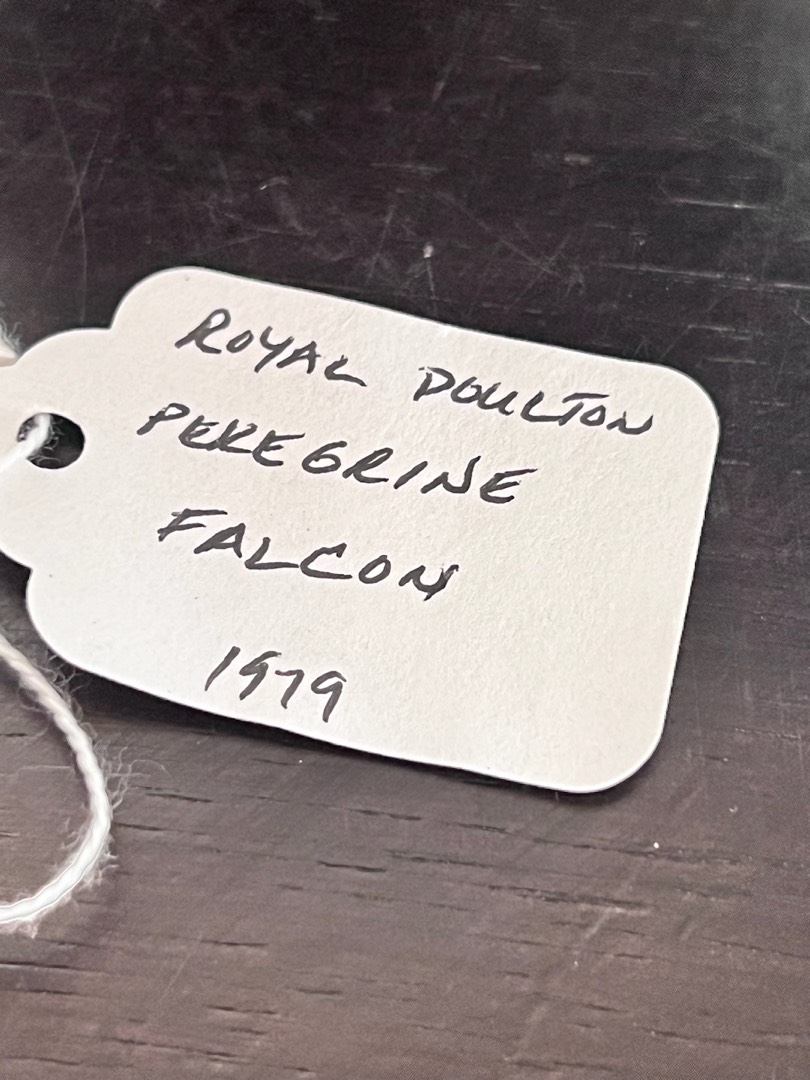 ROYAL DOULTON
PEREGRINE
FALCON
1979